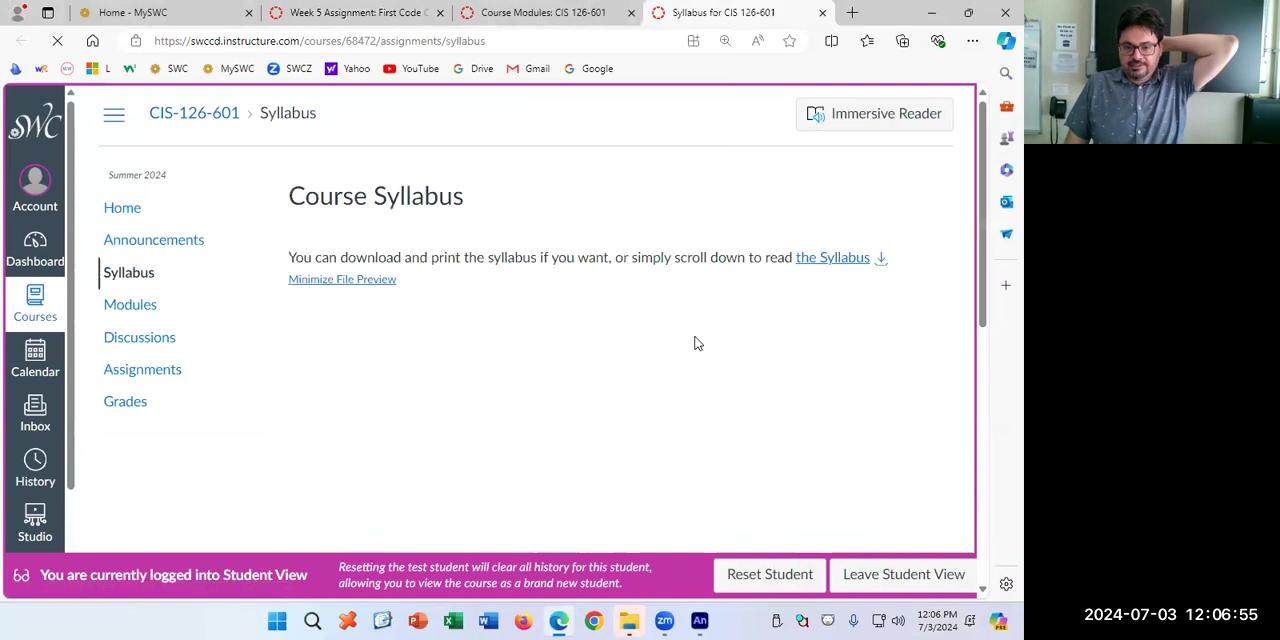 Home - MySWC
Week 5 Assignment: First Code C
Course Modules: CIS 126-601
Syllabus for CIS 126-601
https://swccd.instructure.com/courses/68472/assignments/syllabus
L
SWC
MySWC
SWCZ
Yahoo
YouTube
Drive
Gmail
Google
SWC
Account
Dashboard
Courses
Calendar
Inbox
History
Studio
CIS-126-601 › Syllabus
Immersive Reader
Summer 2024
Home
Announcements
Syllabus
Modules
Discussions
Assignments
Grades
Course Syllabus
You can download and print the syllabus if you want, or simply scroll down to read the Syllabus
Minimize File Preview
You are currently logged into Student View
Resetting the test student will clear all history for this student,
allowing you to view the course as a brand new student.
Reset Student
Leave Student View
zm
An
12:06 PM
7/3/2024
2024-07-03 12:06:55